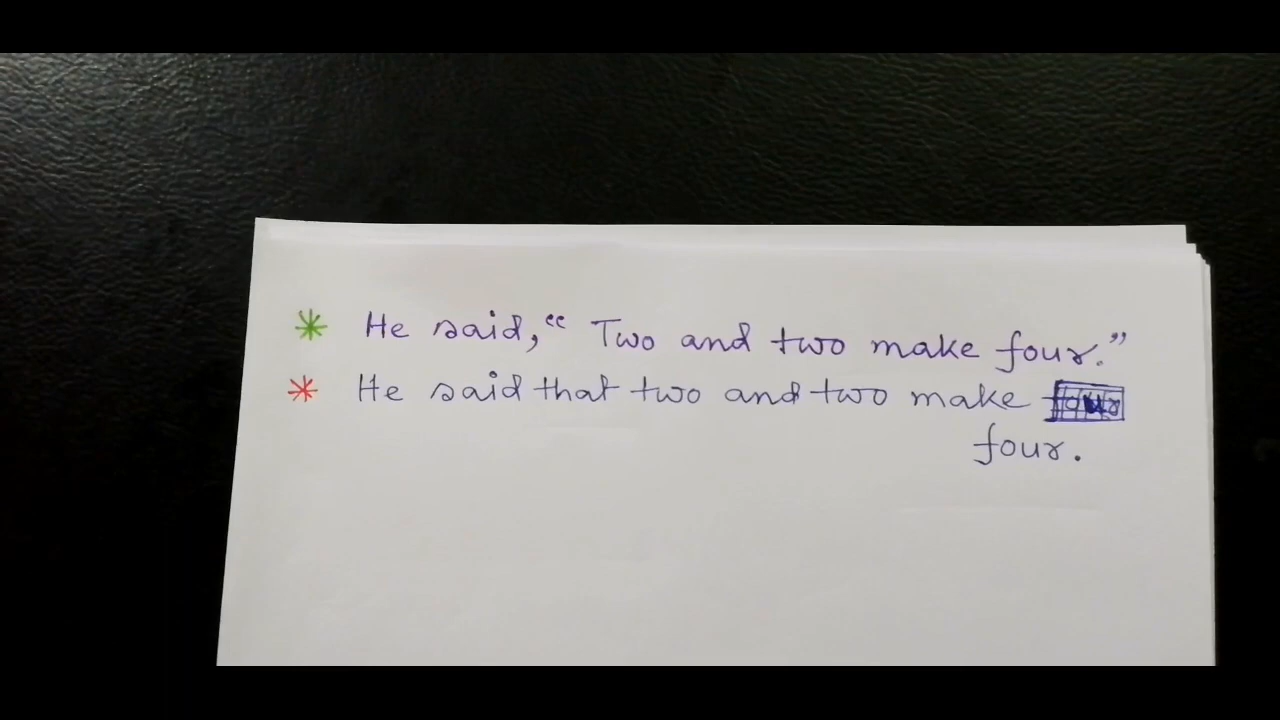 He said, “ Two and two make four.”
He said that two and two make
four.